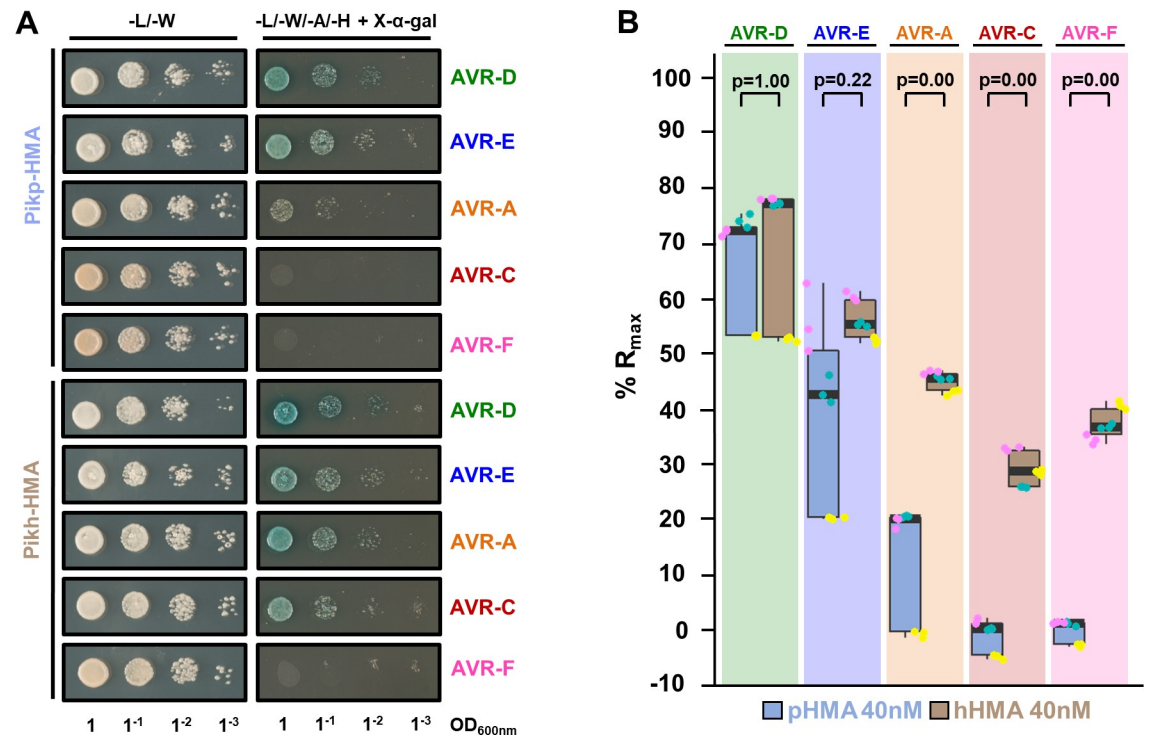 A
-L/-W
-L/-W/-A/-H + X-α-gal
Pikp-HMA
AVR-D
AVR-E
AVR-A
AVR-C
AVR-F
Pikh-HMA
AVR-D
AVR-E
AVR-A
AVR-C
AVR-F
1 1-1 1-2 1-3 1 1-1 1-2 1-3 OD600nm
B
AVR-D AVR-E AVR-A AVR-C AVR-F
p=1.00 p=0.22 p=0.00 p=0.00 p=0.00
% Rmax
100
90
80
70
60
50
40
30
20
10
0
-10
pHMA 40nM hHMA 40nM